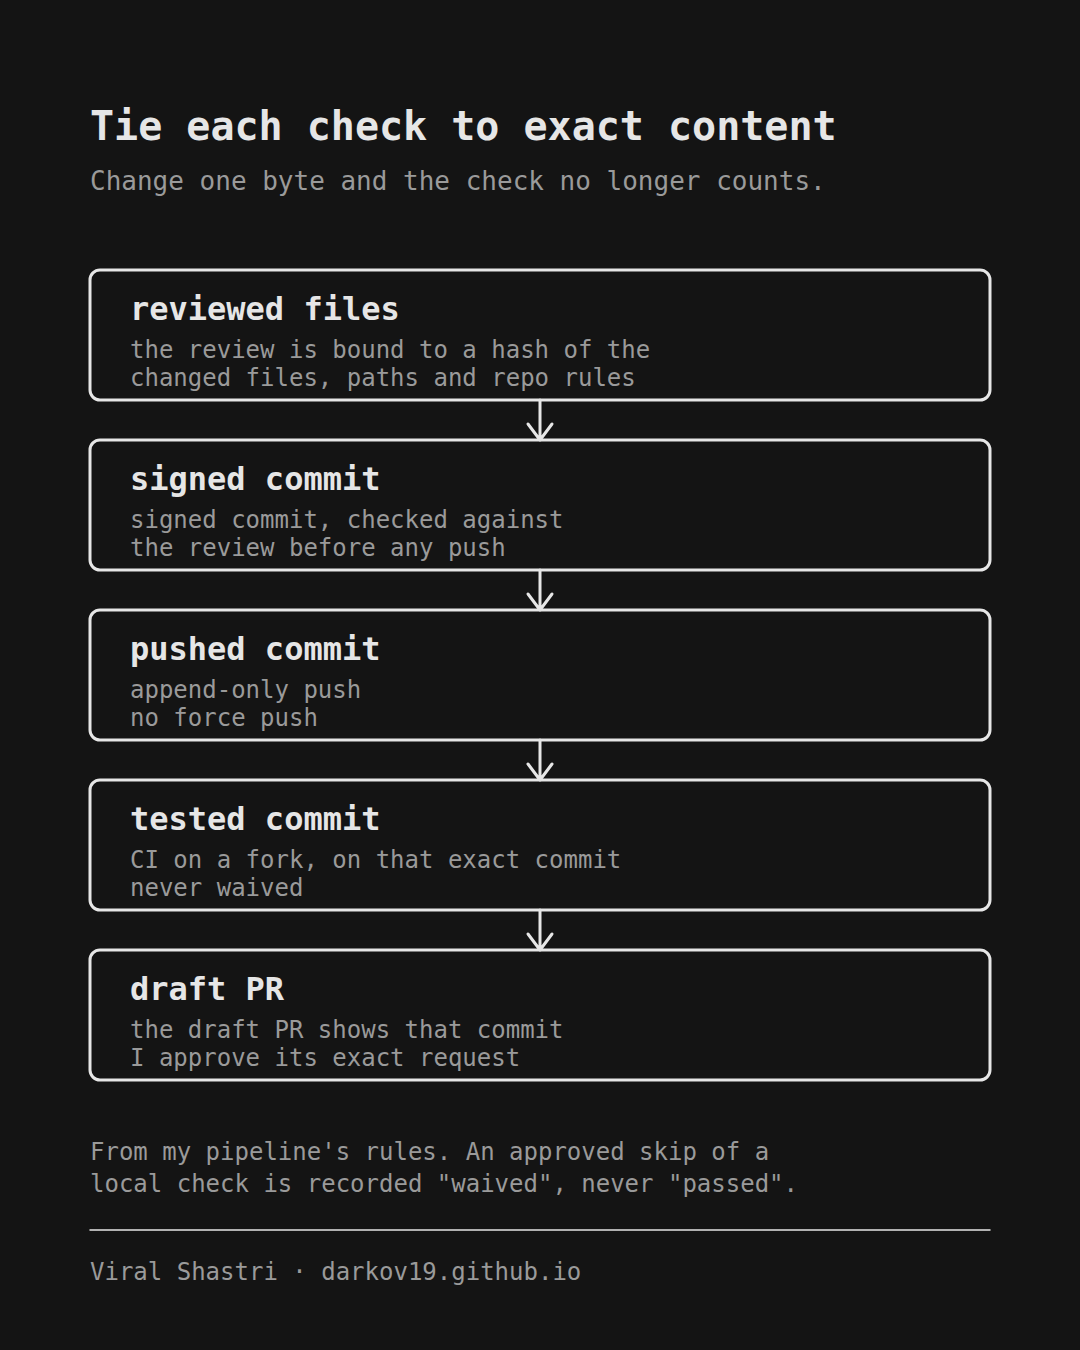 Tie each check to exact content
Change one byte and the check no longer counts.
reviewed files
the review is bound to a hash of the
changed files, paths and repo rules
signed commit
signed commit, checked against
the review before any push
pushed commit
append-only push
no force push
tested commit
CI on a fork, on that exact commit
never waived
draft PR
the draft PR shows that commit
I approve its exact request
From my pipeline's rules. An approved skip of a
local check is recorded "waived", never "passed".
Viral Shastri · darkov19.github.io